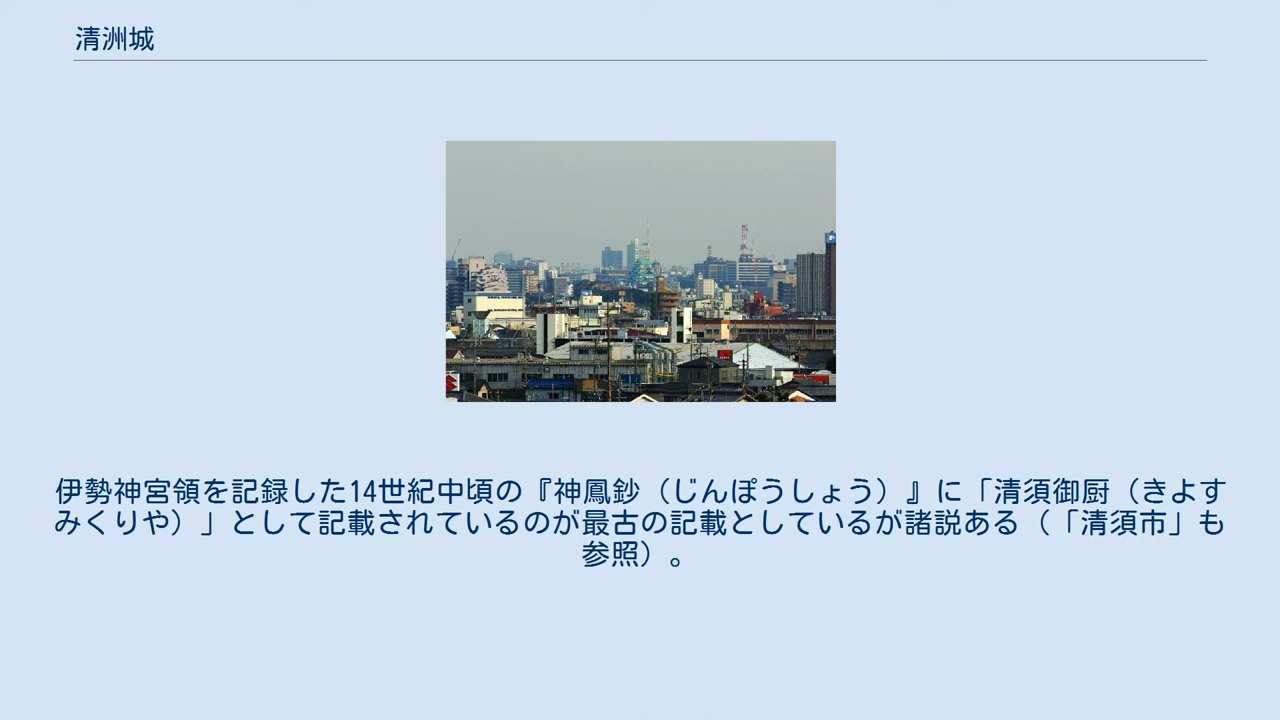 清洲城
伊勢神宮領を記録した14世紀中頃の『神鳳鈔（じんぽうしょう）』に「清須御厨（きよす
みくりや）」として記載されているのが最古の記載としているが諸説ある（「清須市」も
参照）。